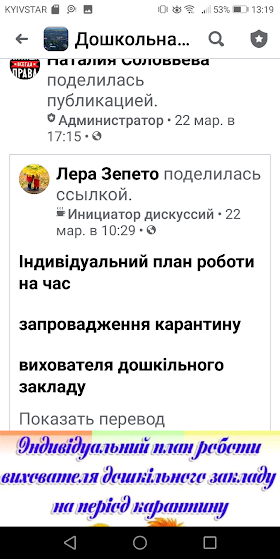 KYIVSTAR 53% 13:19
Дошкольна...
ВСЕГДА
ПРАВА
Наталия Соловьева
поделилась
публикацией.
Администратор • 22 мар. в
17:15 •
Лера Зепето поделилась
ссылкой.
Инициатор дискуссий • 22
мар. в 10:29 •
Індивідуальний план роботи
на час
запровадження карантину
вихователя дошкільного
закладу
Показать перевод
Індивідуальний план роботи
вихователя дошкільного закладу
на період карантину